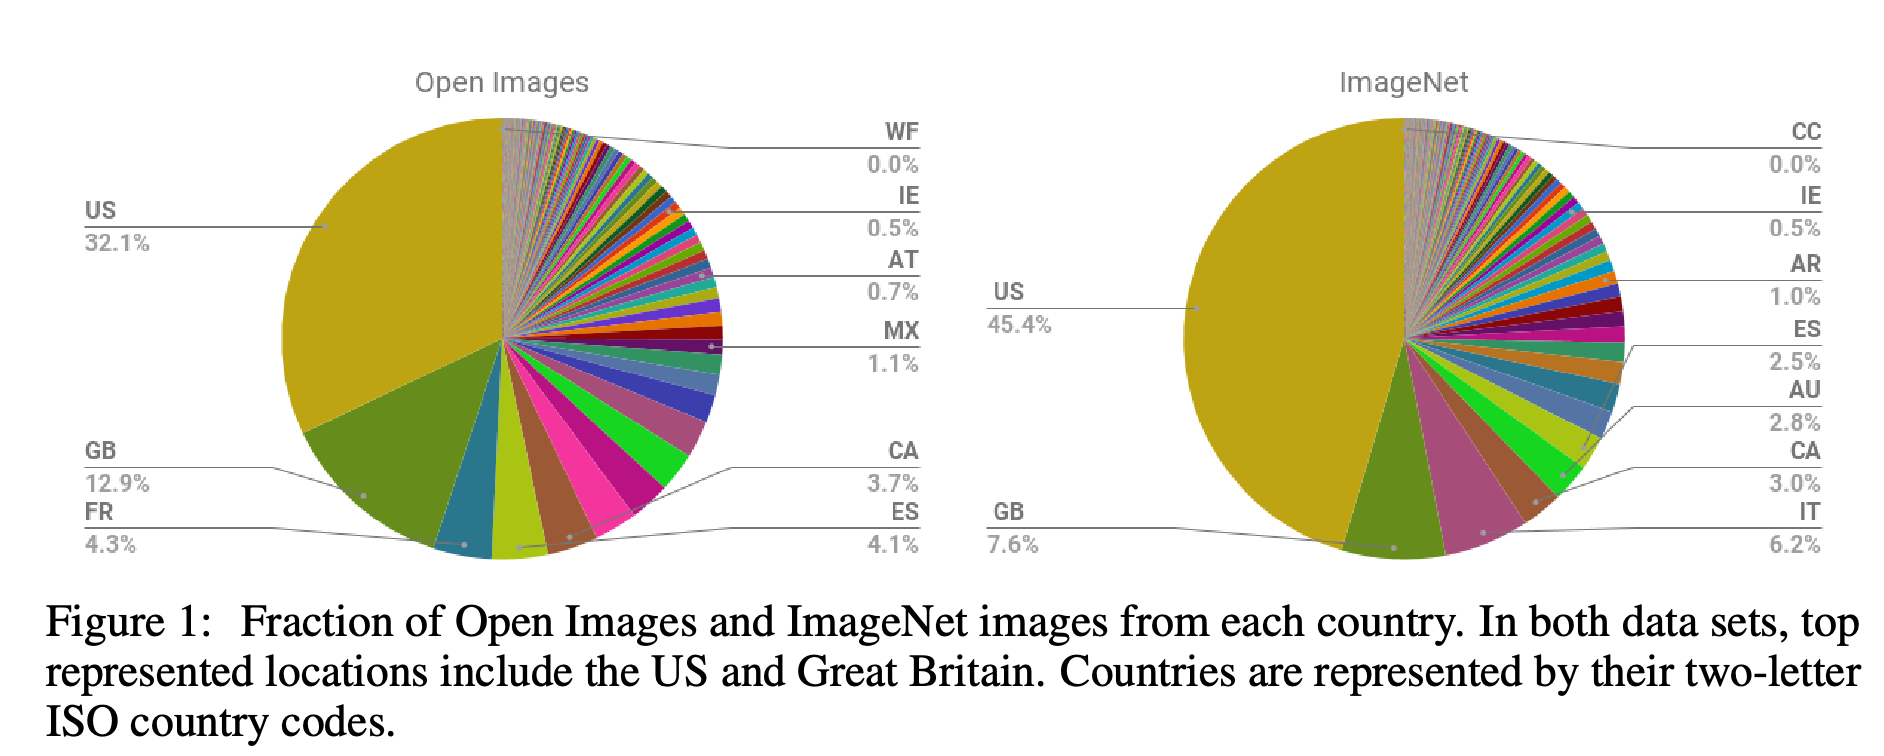 Open Images
US
32.1%
GB
12.9%
FR
4.3%
WF
0.0%
IE
0.5%
AT
0.7%
MX
1.1%
CA
3.7%
ES
4.1%
ImageNet
US
45.4%
GB
7.6%
CC
0.0%
IE
0.5%
AR
1.0%
ES
2.5%
AU
2.8%
CA
3.0%
IT
6.2%
Figure 1: Fraction of Open Images and ImageNet images from each country. In both data sets, top
represented locations include the US and Great Britain. Countries are represented by their two-letter
ISO country codes.